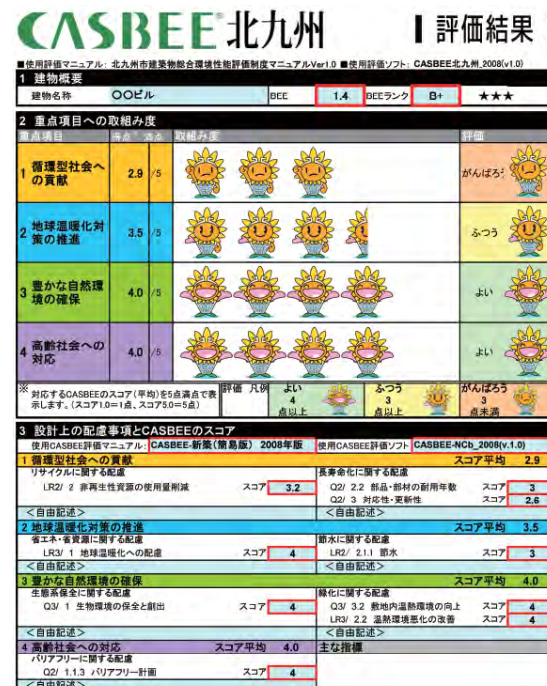 CASBEE 北九州 ┃評価結果
■使用評価マニュアル: 北九州市建築物総合環境性能評価制度マニュアルVer1.0 ■使用評価ソフト: CASBEE北九州_2008(v1.0)
1 建物概要
建物名称 〇〇ビル BEE 1.4 BEEランク B+ ★★★
2 重点項目への取組み度
重点項目 得点* 満点 取組み度 評価
1 循環型社会への貢献 2.9 /5 がんばろう
2 地球温暖化対策の推進 3.5 /5 ふつう
3 豊かな自然環境の確保 4.0 /5 よい
4 高齢社会への対応 4.0 /5 よい
※ 対応するCASBEEのスコア(平均)を5点満点で表示します。(スコア1.0=1点、スコア5.0=5点) 評価 凡例 よい 4 点以上 ふつう 3 点以上 がんばろう 3 点未満
3 設計上の配慮事項とCASBEEのスコア
使用CASBEE評価マニュアル: CASBEE-新築(簡易版) 2008年版 使用CASBEE評価ソフト: CASBEE-NCb_2008(v.1.0)
1 循環型社会への貢献 スコア平均 2.9
リサイクルに関する配慮 長寿命化に関する配慮
LR2/ 2 非再生性資源の使用量削減 スコア 3.2 Q2/ 2.2 部品・部材の耐用年数 スコア 3
Q2/ 3 対応性・更新性 スコア 2.6
<自由記述> <自由記述>
2 地球温暖化対策の推進 スコア平均 3.5
省エネ・省資源に関する配慮 節水に関する配慮
LR3/ 1 地球温暖化への配慮 スコア 4 LR2/ 2.1.1 節水 スコア 3
<自由記述> <自由記述>
3 豊かな自然環境の確保 スコア平均 4.0
生態系保全に関する配慮 緑化に関する配慮
Q3/ 1 生物環境の保全と創出 スコア 4 Q3/ 3.2 敷地内温熱環境の向上 スコア 4
LR3/ 2.2 温熱環境悪化の改善 スコア 4
<自由記述> <自由記述>
4 高齢社会への対応 スコア平均 4.0 主な指標
バリアフリーに関する配慮
Q2/ 1.1.3 バリアフリー計画 スコア 4
<自由記述>